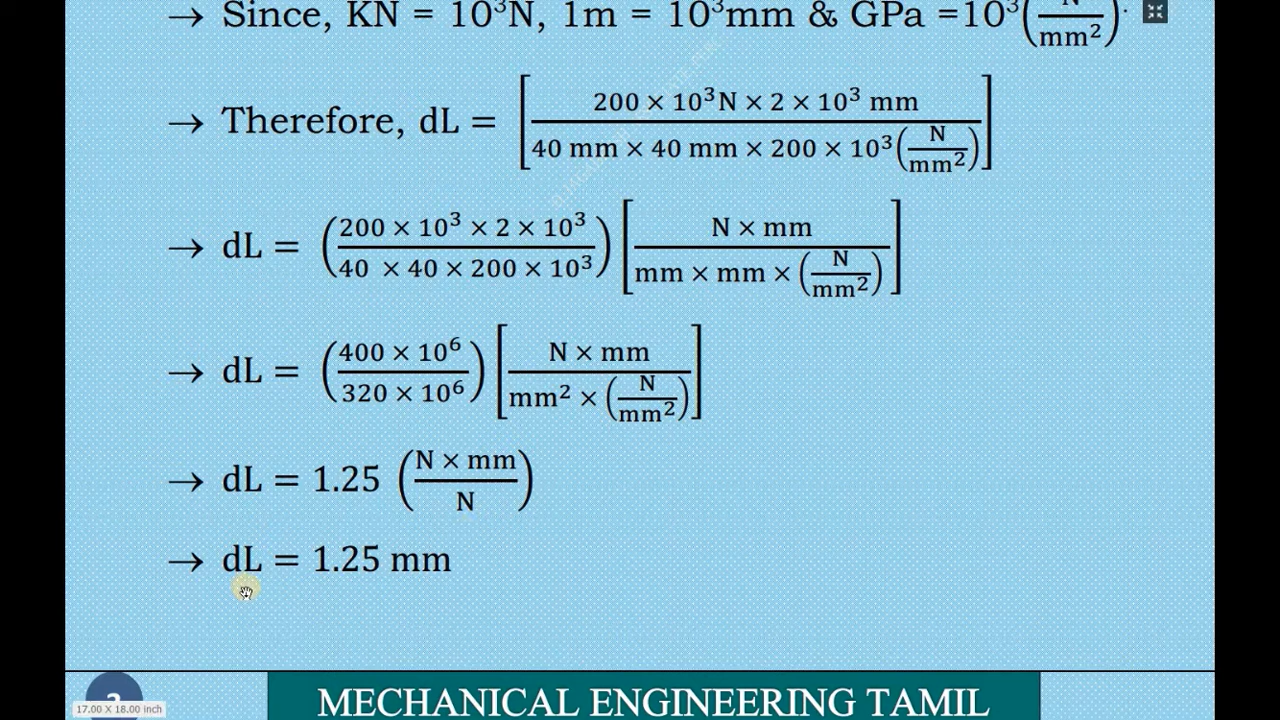 → Since, KN = 10³N, 1m = 10³mm & GPa =10³(N/mm²).
→ Therefore, dL = [(200 × 10³N × 2 × 10³ mm)/(40 mm × 40 mm × 200 × 10³(N/mm²))]
→ dL = ((200 × 10³ × 2 × 10³)/(40 × 40 × 200 × 10³)) [(N × mm)/(mm × mm × (N/mm²))]
→ dL = ((400 × 10⁶)/(320 × 10⁶)) [(N × mm)/(mm² × (N/mm²))]
→ dL = 1.25 ((N × mm)/N)
→ dL = 1.25 mm
17.00 X 18.00 inch
MECHANICAL ENGINEERING TAMIL